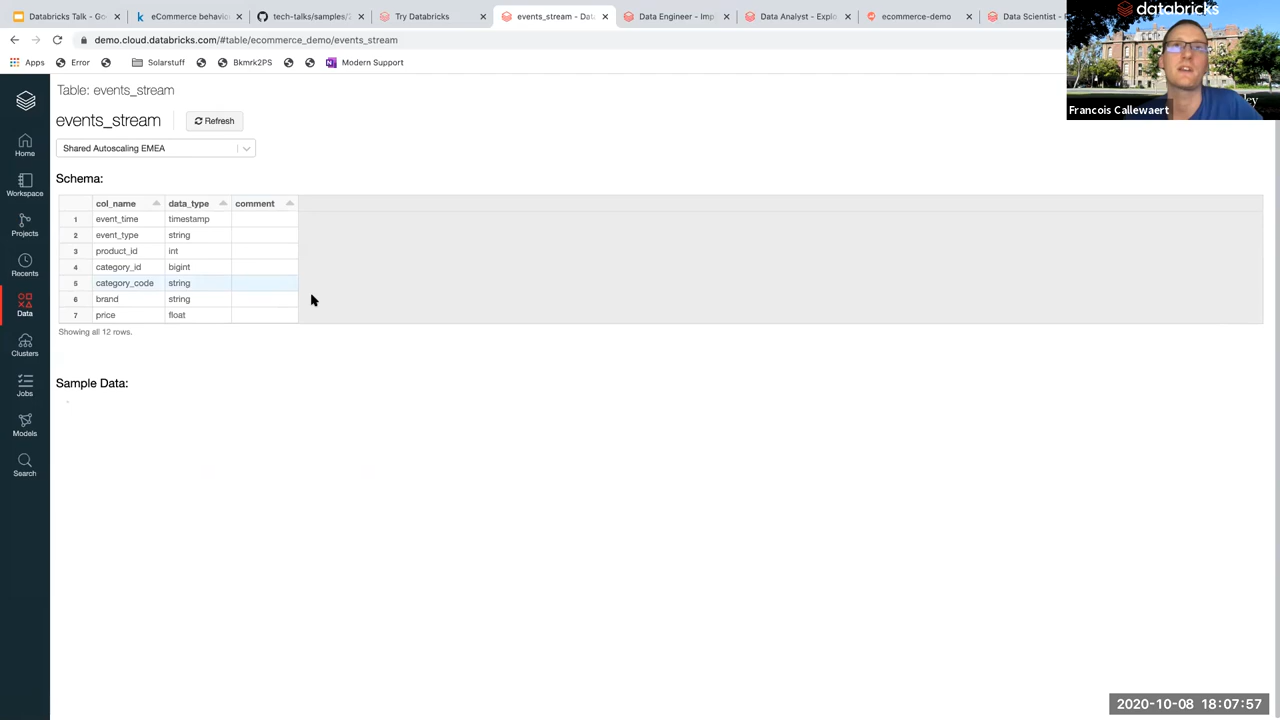 Databricks Talk - Go
eCommerce behavio
tech-talks/samples/
Try Databricks
events_stream - Dat
Data Engineer - Imp
Data Analyst - Explo
ecommerce-demo
Data Scientist -
databricks
demo.cloud.databricks.com/#table/ecommerce_demo/events_stream
Apps
Error
Solarstuff
Bkmrk2PS
Modern Support
Francois Callewaert
Table: events_stream
events_stream
Refresh
Shared Autoscaling EMEA
Home
Workspace
Projects
Recents
Data
Clusters
Jobs
Models
Search
Schema:
col_name data_type comment
1 event_time timestamp
2 event_type string
3 product_id int
4 category_id bigint
5 category_code string
6 brand string
7 price float
Showing all 12 rows.
Sample Data:
2020-10-08 18:07:57